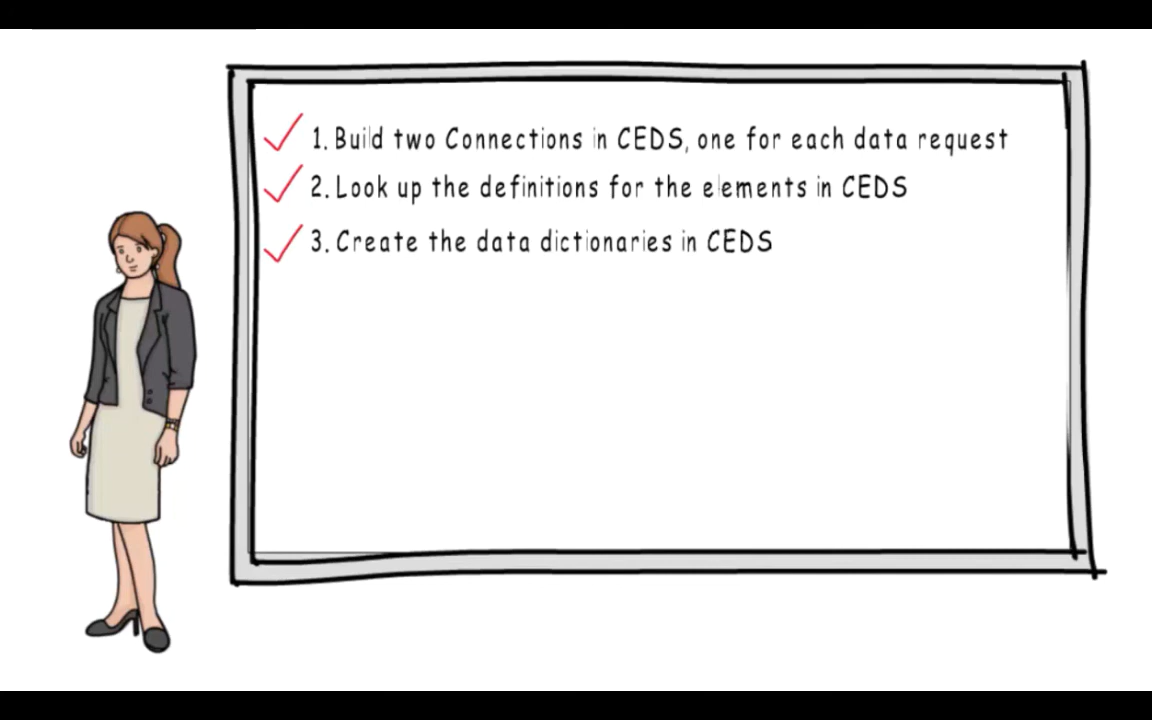 1. Build two Connections in CEDS, one for each data request
2. Look up the definitions for the elements in CEDS
3. Create the data dictionaries in CEDS